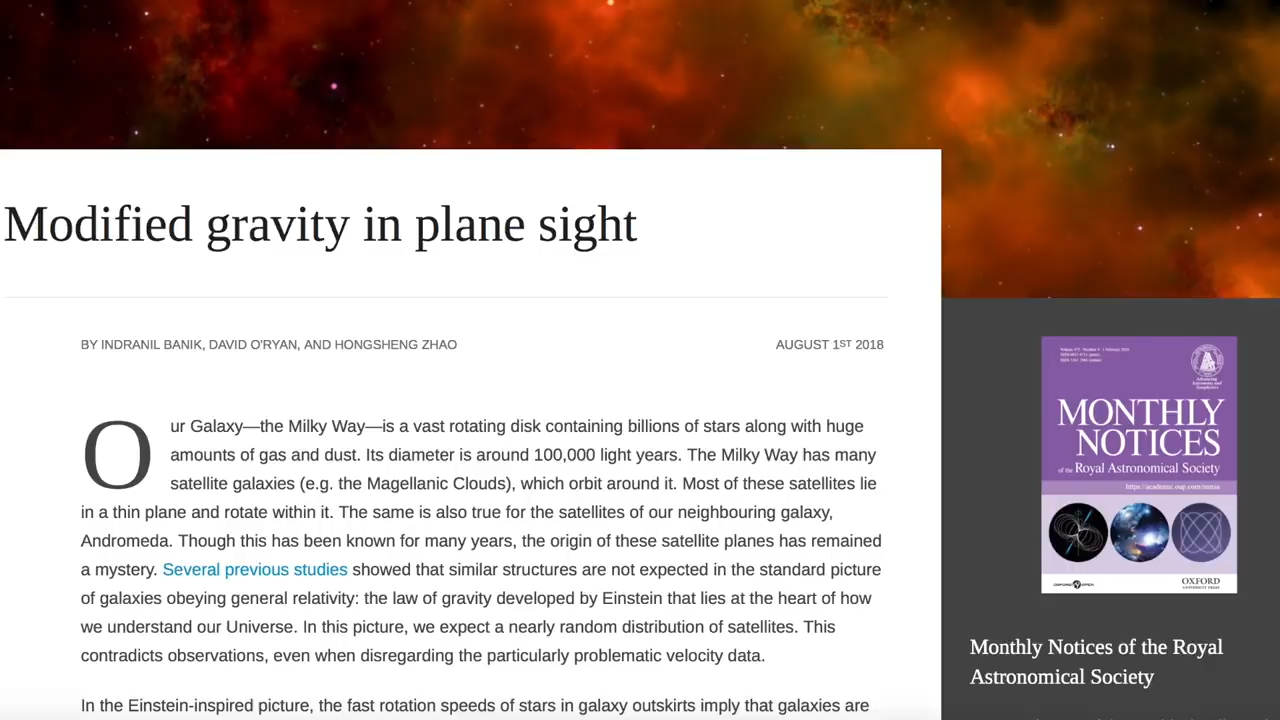 Modified gravity in plane sight
BY INDRANIL BANIK, DAVID O'RYAN, AND HONGSHENG ZHAO
AUGUST 1ST 2018
Our Galaxy—the Milky Way—is a vast rotating disk containing billions of stars along with huge
amounts of gas and dust. Its diameter is around 100,000 light years. The Milky Way has many
satellite galaxies (e.g. the Magellanic Clouds), which orbit around it. Most of these satellites lie
in a thin plane and rotate within it. The same is also true for the satellites of our neighbouring galaxy,
Andromeda. Though this has been known for many years, the origin of these satellite planes has remained
a mystery. Several previous studies showed that similar structures are not expected in the standard picture
of galaxies obeying general relativity: the law of gravity developed by Einstein that lies at the heart of how
we understand our Universe. In this picture, we expect a nearly random distribution of satellites. This
contradicts observations, even when disregarding the particularly problematic velocity data.
In the Einstein-inspired picture, the fast rotation speeds of stars in galaxy outskirts imply that galaxies are
MONTHLY
NOTICES
of the Royal Astronomical Society
https://academic.oup.com/mnras
OXFORD
UNIVERSITY PRESS
Monthly Notices of the Royal
Astronomical Society